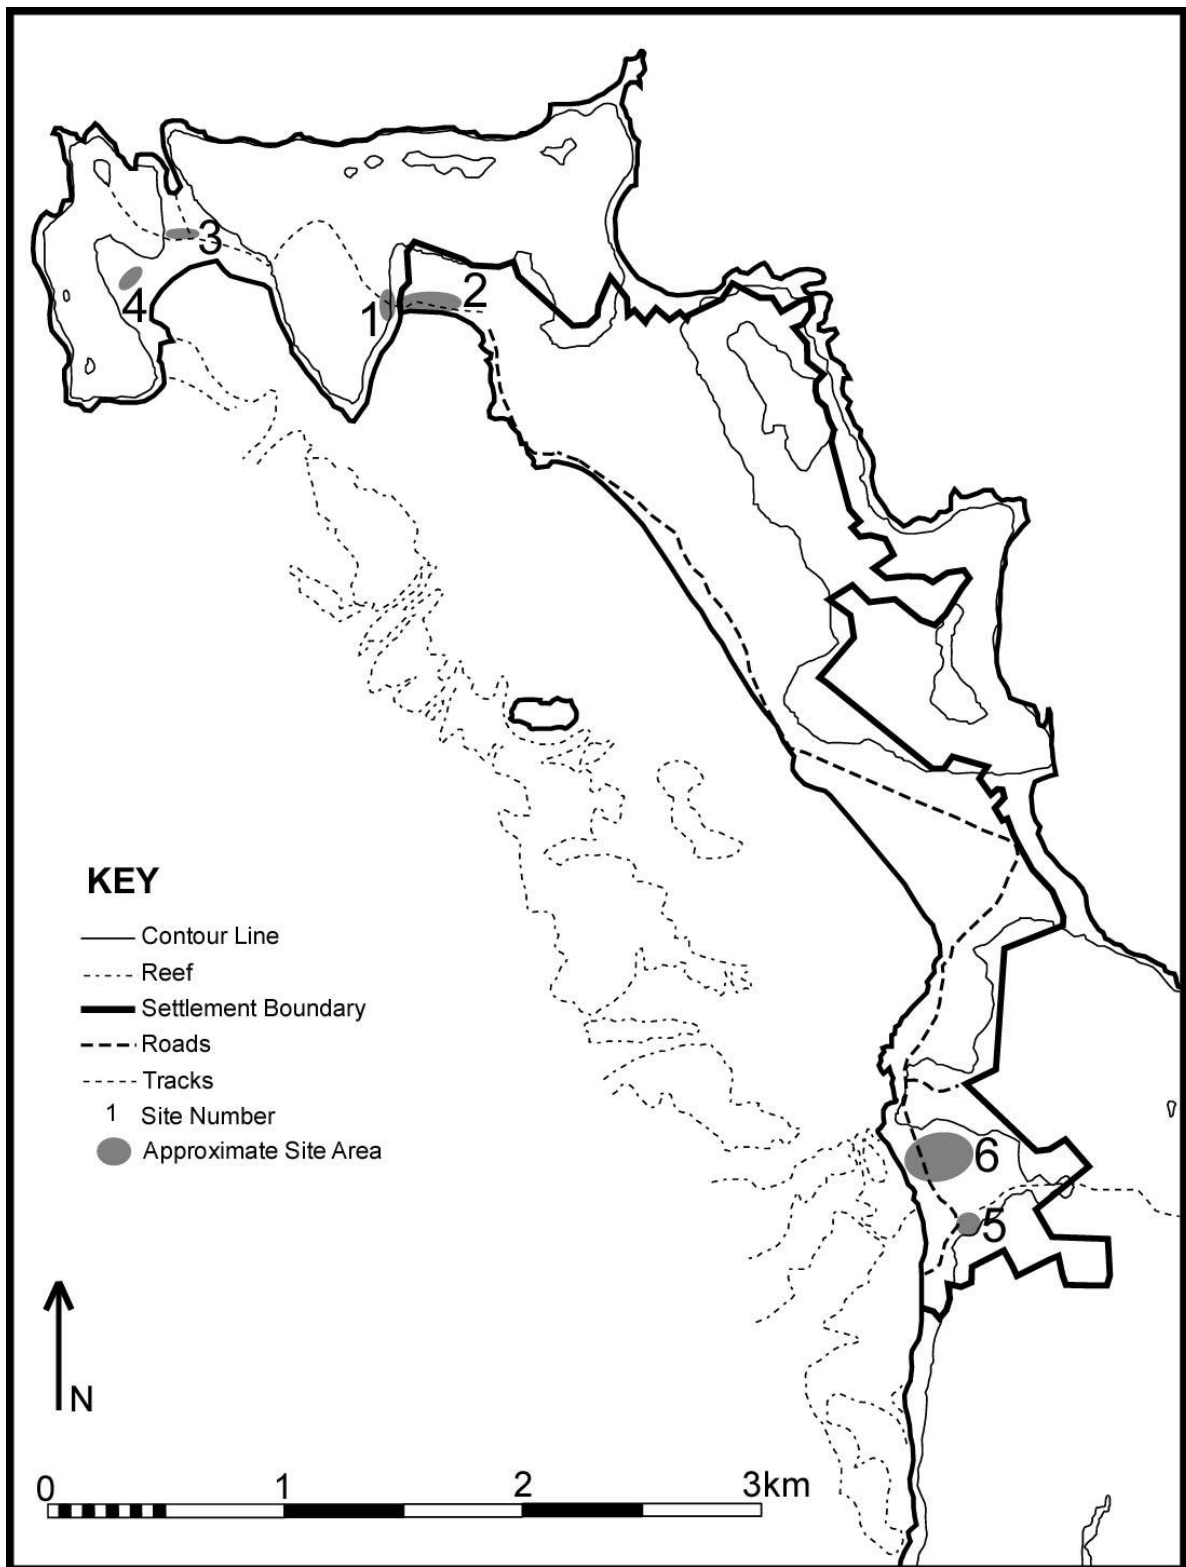 3
4
1
2
KEY
Contour Line
Reef
Settlement Boundary
Roads
Tracks
1 Site Number
Approximate Site Area
6
5
N
0 1 2 3km